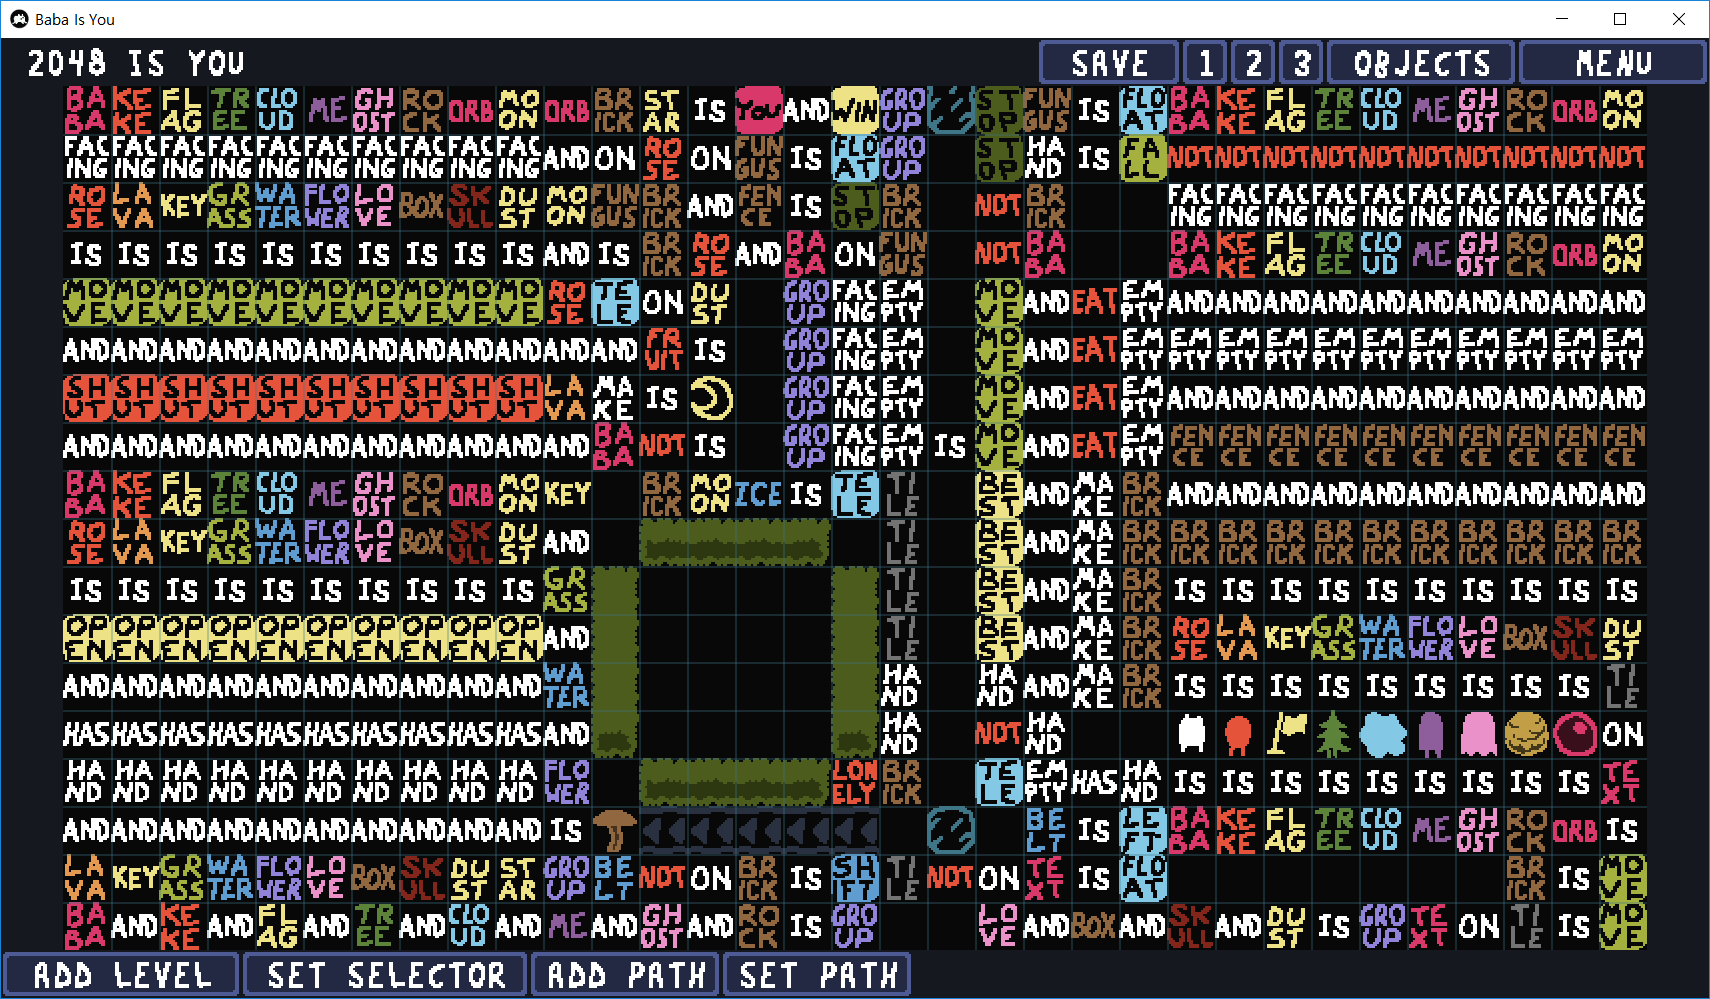 Baba Is You
2048 IS YOU SAVE 1 2 3 OBJECTS MENU
BABA KEKE FLAG TREE CLOUD ME GHOST ROCK ORB MOON ORB BRICK STAR IS YOU AND WIN GROUP STOP FUNGUS IS FLOAT BABA KEKE FLAG TREE CLOUD ME GHOST ROCK ORB MOON
FACING FACING FACING FACING FACING FACING FACING FACING FACING FACING AND ON ROSE ON FUNGUS IS FLOAT GROUP STOP HAND IS FALL NOT NOT NOT NOT NOT NOT NOT NOT NOT NOT
ROSE LAVA KEY GRASS WATER FLOWER LOVE BOX SKULL DUST MOON FUNGUS BRICK AND FENCE IS STOP BRICK NOT BRICK FACING FACING FACING FACING FACING FACING FACING FACING FACING FACING
IS IS IS IS IS IS IS IS IS IS AND IS BRICK ROSE AND BABA ON FUNGUS NOT BABA BABA KEKE FLAG TREE CLOUD ME GHOST ROCK ORB MOON
MOVE MOVE MOVE MOVE MOVE MOVE MOVE MOVE MOVE MOVE ROSE TELE ON DUST GROUP FACING EMPTY MOVE AND EAT EMPTY AND AND AND AND AND AND AND AND AND AND
AND AND AND AND AND AND AND AND AND AND AND AND FRUIT IS GROUP FACING EMPTY MOVE AND EAT EMPTY EMPTY EMPTY EMPTY EMPTY EMPTY EMPTY EMPTY EMPTY EMPTY EMPTY
SHUT SHUT SHUT SHUT SHUT SHUT SHUT SHUT SHUT SHUT LAVA MAKE IS GROUP FACING EMPTY MOVE AND EAT EMPTY AND AND AND AND AND AND AND AND AND AND
AND AND AND AND AND AND AND AND AND AND AND BABA NOT IS GROUP FACING EMPTY IS MOVE AND EAT EMPTY FENCE FENCE FENCE FENCE FENCE FENCE FENCE FENCE FENCE FENCE
BABA KEKE FLAG TREE CLOUD ME GHOST ROCK ORB MOON KEY BRICK MOON ICE IS TELE TILE BEST AND MAKE BRICK AND AND AND AND AND AND AND AND AND AND
ROSE LAVA KEY GRASS WATER FLOWER LOVE BOX SKULL DUST AND TILE BEST AND MAKE BRICK BRICK BRICK BRICK BRICK BRICK BRICK BRICK BRICK BRICK BRICK
IS IS IS IS IS IS IS IS IS IS GRASS TILE BEST AND MAKE BRICK IS IS IS IS IS IS IS IS IS IS
OPEN OPEN OPEN OPEN OPEN OPEN OPEN OPEN OPEN OPEN AND TILE BEST AND MAKE BRICK ROSE LAVA KEY GRASS WATER FLOWER LOVE BOX SKULL DUST
AND AND AND AND AND AND AND AND AND AND WATER HAND HAND AND MAKE BRICK IS IS IS IS IS IS IS IS IS TILE
HAS HAS HAS HAS HAS HAS HAS HAS HAS HAS AND HAND NOT HAND ON
HAND HAND HAND HAND HAND HAND HAND HAND HAND HAND FLOWER LONELY BRICK TELE EMPTY HAS HAND IS IS IS IS IS IS IS IS IS TEXT
AND AND AND AND AND AND AND AND AND AND IS BELT IS LEFT BABA KEKE FLAG TREE CLOUD ME GHOST ROCK ORB IS
LAVA KEY GRASS WATER FLOWER LOVE BOX SKULL DUST STAR GROUP BELT NOT ON BRICK IS SHIFT TILE NOT ON TEXT IS FLOAT BRICK IS MOVE
BABA AND KEKE AND FLAG AND TREE AND CLOUD AND ME AND GHOST AND ROCK IS GROUP LOVE AND BOX AND SKULL AND DUST IS GROUP TEXT ON TILE IS MOVE
ADD LEVEL SET SELECTOR ADD PATH SET PATH